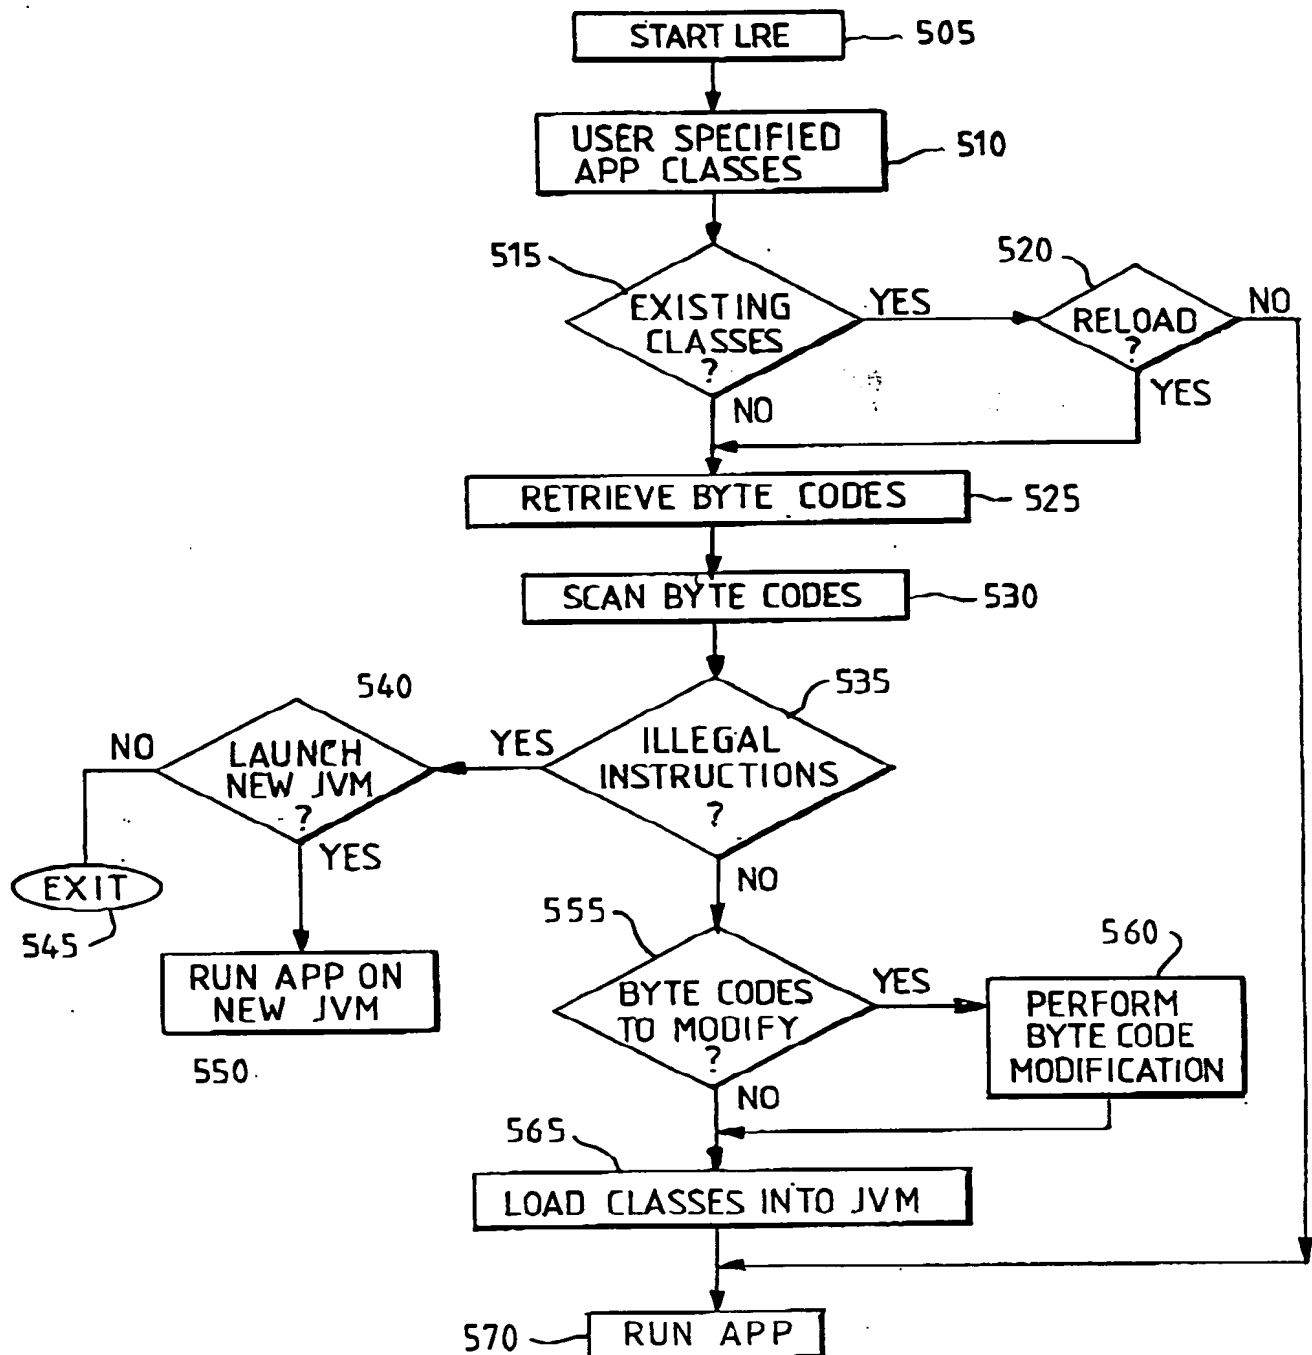 START LRE
505
USER SPECIFIED
APP CLASSES
510
515
EXISTING
CLASSES
?
YES
520
RELOAD
?
NO
NO
YES
RETRIEVE BYTE CODES
525
SCAN BYTE CODES
530
535
ILLEGAL
INSTRUCTIONS
?
YES
540
LAUNCH
NEW JVM
?
NO
YES
EXIT
545
RUN APP ON
NEW JVM
550
NO
555
BYTE CODES
TO MODIFY
?
YES
560
PERFORM
BYTE CODE
MODIFICATION
NO
565
LOAD CLASSES INTO JVM
570
RUN APP